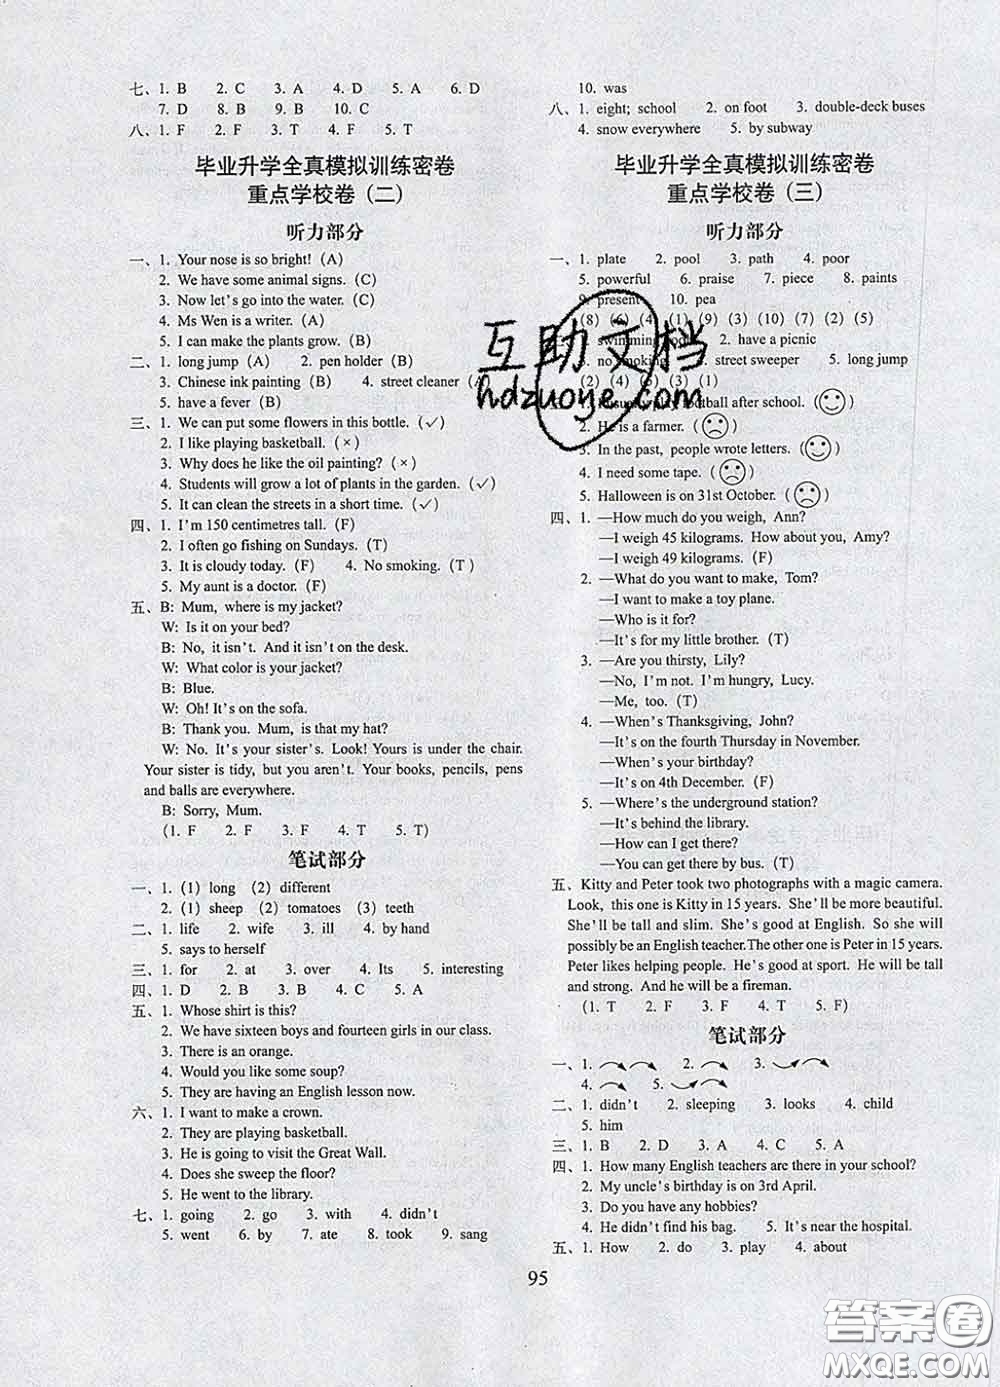 七、1. B 2. C 3. A 4. D 5. A 6. D
7. D 8. B 9. B 10. C
八、1. F 2. F 3. T 4. F 5. T
毕业升学全真模拟训练密卷
重点学校卷（二）
听力部分
一、1. Your nose is so bright! (A)
2. We have some animal signs. (C)
3. Now let's go into the water. (C)
4. Ms Wen is a writer. (A)
5. I can make the plants grow. (C)
二、1. long jump (A) 2. pen holder (B)
3. Chinese ink painting (B) 4. street cleaner (A
5. have a fever (B)
三、1. We can put some flowers in this bottle. (✓)
2. I like playing basketball. (×)
3. Why does he like the oil painting? (×)
4. Students will grow a lot of plants in the garden. (✓)
5. It can clean the streets in a short time. (✓)
四、1. I'm 150 centimetres tall. (F)
2. I often go fishing on Sundays. (T)
3. It is cloudy today. (F) 4. No smoking. (T)
5. My aunt is a doctor. (F)
五、B: Mum, where is my jacket?
W: Is it on your bed?
B: No, it isn't. And it isn't on the desk.
W: What color is your jacket?
B: Blue.
W: Oh! It's on the sofa.
B: Thank you. Mum, is that my hat?
W: No. It's your sister's. Look! Yours is under the chair.
Your sister is tidy, but you aren't. Your books, pencils, pens
and balls are everywhere.
B: Sorry, Mum.
(1. F 2. F 3. F 4. T 5. T)
笔试部分
一、1. (1) long (2) different
2. (1) sheep (2) tomatoes (3) teeth
二、1. life 2. wife 3. ill 4. by hand
5. says to herself
三、1. for 2. at 3. over 4. Its 5. interesting
四、1. D 2. B 3. B 4. C 5. A
五、1. Whose shirt is this?
2. We have sixteen boys and fourteen girls in our class.
3. There is an orange.
4. Would you like some soup?
5. They are having an English lesson now.
六、1. I want to make a crown.
2. They are playing basketball.
3. He is going to visit the Great Wall.
4. Does she sweep the floor?
5. He went to the library.
七、1. going 2. go 3. with 4. didn't
5. went 6. by 7. ate 8. took 9. sang
10. was
八、1. eight; school 2. on foot 3. double-deck buses
4. snow everywhere 5. by subway
毕业升学全真模拟训练密卷
重点学校卷（三）
听力部分
一、1. plate 2. pool 3. path 4. poor
5. powerful 6. praise 7. piece 8. paints
9. present 10. pea
(8) (6) (4) (1) (9) (3) (10) (7) (2) (5)
swimming 2. have a picnic
3. no smoking 4. street sweeper 5. long jump
(2) (4) (5) (3) (1)
football after school. (☺)
2. He is a farmer. (☹)
3. In the past, people wrote letters. (☺)
4. I need some tape. (☹)
5. Halloween is on 31st October. (☹)
四、1. —How much do you weigh, Ann?
—I weigh 45 kilograms. How about you, Amy?
—I weigh 49 kilograms. (F)
2. —What do you want to make, Tom?
—I want to make a toy plane.
—Who is it for?
—It's for my little brother. (T)
3. —Are you thirsty, Lily?
—No, I'm not. I'm hungry, Lucy.
—Me, too. (T)
4. —When's Thanksgiving, John?
—It's on the fourth Thursday in November.
—When's your birthday?
—It's on 4th December. (F)
5. —Where's the underground station?
—It's behind the library.
—How can I get there?
—You can get there by bus. (T)
五、Kitty and Peter took two photographs with a magic camera.
Look, this one is Kitty in 15 years. She'll be more beautiful.
She'll be tall and slim. She's good at English. So she will
possibly be an English teacher.The other one is Peter in 15 years.
Peter likes helping people. He's good at sport. He will be tall
and strong. And he will be a fireman.
(1. T 2. F 3. F 4. T 5. F)
笔试部分
一、1. 2. 3.
4. 5.
二、1. didn't 2. sleeping 3. looks 4. child
5. him
三、1. B 2. D 3. A 4. C 5. A
四、1. How many English teachers are there in your school?
2. My uncle's birthday is on 3rd April.
3. Do you have any hobbies?
4. He didn't find his bag. 5. It's near the hospital.
五、1. How 2. do 3. play 4. about
95
互助文档
hdzuoye.com
答案圈
MXQE.COM